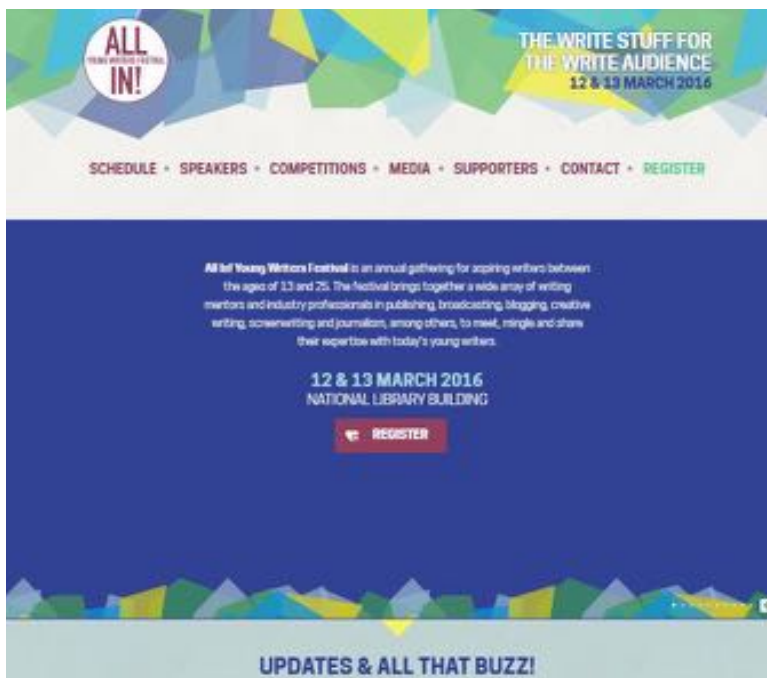 ALL
YOUNG WRITERS FESTIVAL
IN!
THE WRITE STUFF FOR
THE WRITE AUDIENCE
12 & 13 MARCH 2016
SCHEDULE • SPEAKERS • COMPETITIONS • MEDIA • SUPPORTERS • CONTACT • REGISTER
All In! Young Writers Festival is an annual gathering for aspiring writers between
the ages of 13 and 25. The festival brings together a wide array of writing
mentors and industry professionals in publishing, broadcasting, blogging, creative
writing, screenwriting and journalism, among others, to meet, mingle and share
their expertise with today's young writers.
12 & 13 MARCH 2016
NATIONAL LIBRARY BUILDING
REGISTER
UPDATES & ALL THAT BUZZ!